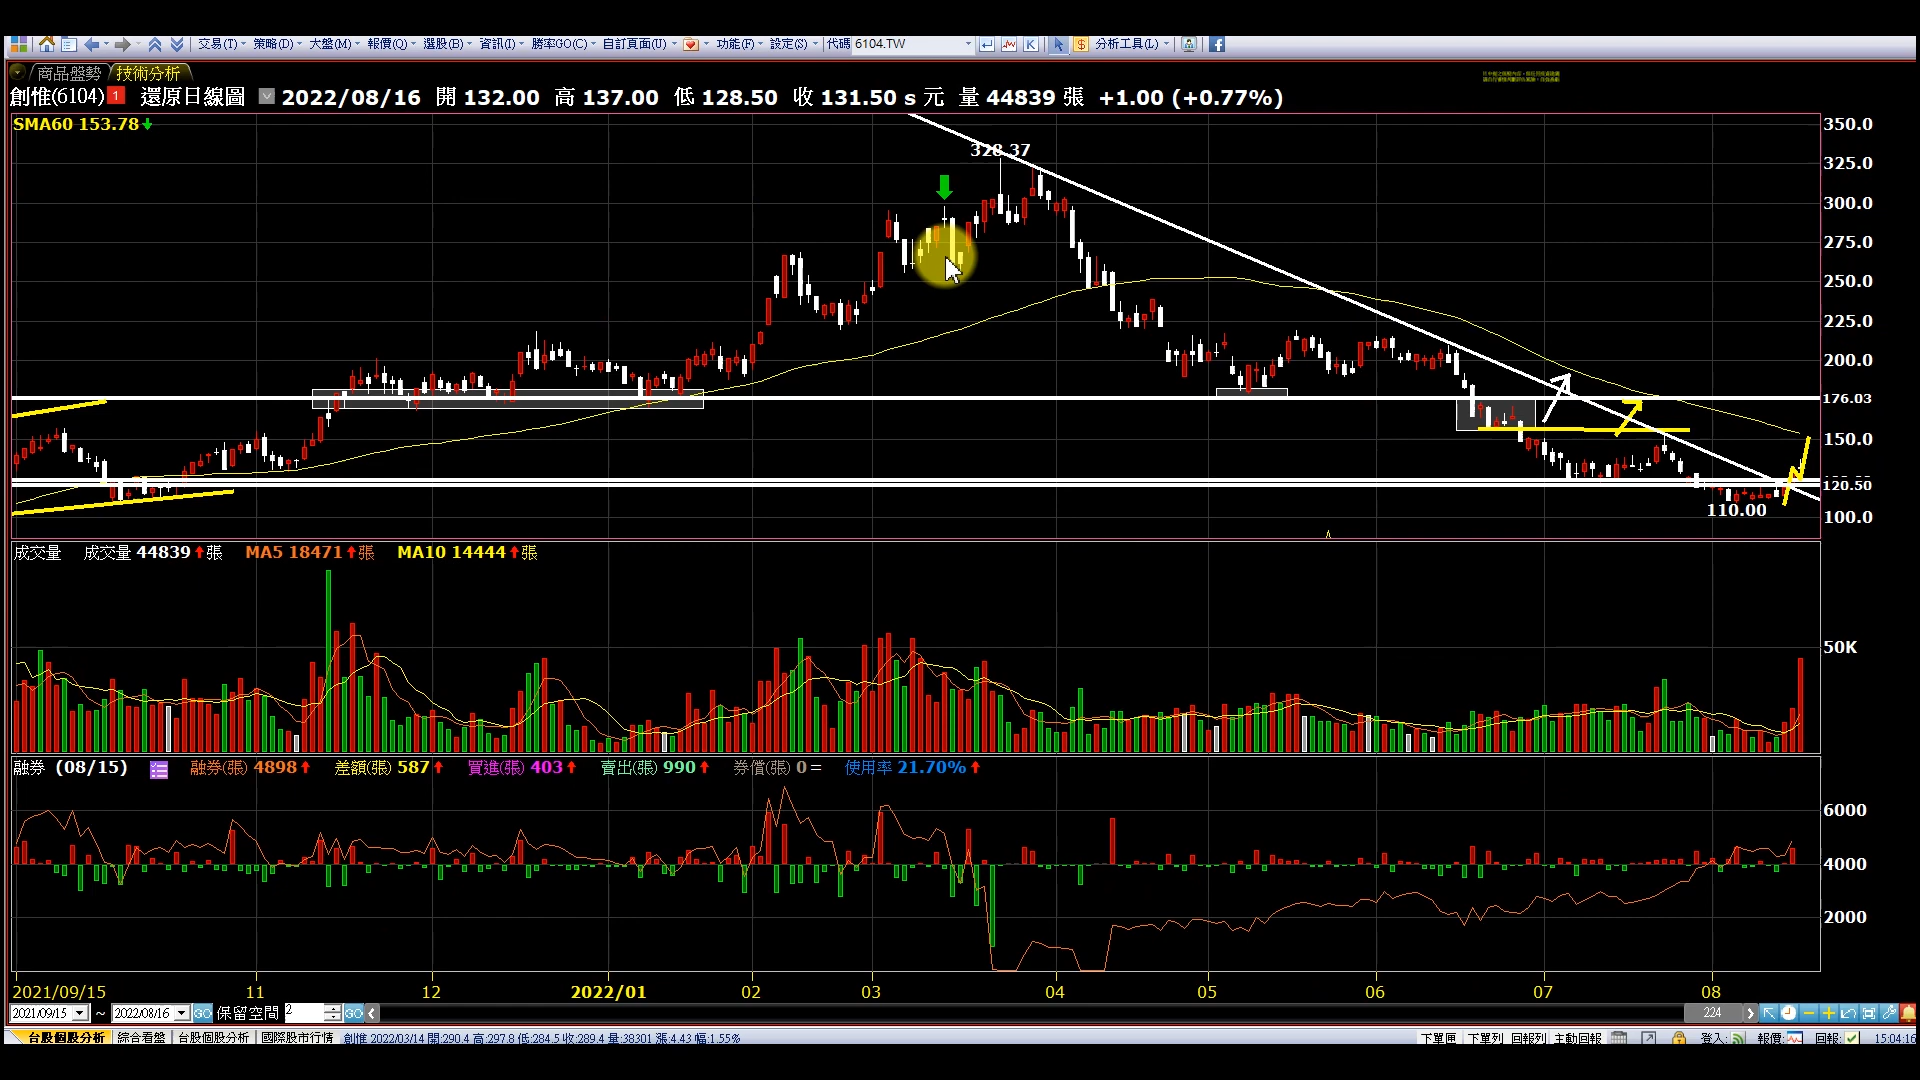 交易(T) 策略(D) 大盤(M) 報價(Q) 選股(B) 資訊(I) 勝率GO(C) 自訂頁面(U) 功能(F) 設定(S) 代碼 6104.TW K $ 分析工具(L) f
商品盤勢 技術分析
創惟(6104) 1 還原日線圖 2022/08/16 開 132.00 高 137.00 低 128.50 收 131.50 s 元 量 44839 張 +1.00 (+0.77%)
SMA60 153.78
350.0
328.37
325.0
300.0
275.0
250.0
225.0
200.0
176.03
150.0
120.50
110.00
100.0
成交量 成交量 44839 張 MA5 18471 張 MA10 14444 張
50K
融券 (08/15) 融券(張) 4898 差額(張) 587 買進(張) 403 賣出(張) 990 券償(張) 0 = 使用率 21.70%
6000
4000
2000
2021/09/15 11 12 2022/01 02 03 04 05 06 07 08
2021/09/15 ~ 2022/08/16 GO 保留空間 2 GO 224
台股個股分析 綜合看盤 台股個股分析 國際股市行情 創惟 2022/03/14 開:290.4 高:297.8 低:284.5 收:289.4 量:38301 漲:4.43 幅:1.55% 下單匣 下單列 回報列 主動回報 登入: 報價: 回報: 15:04:16